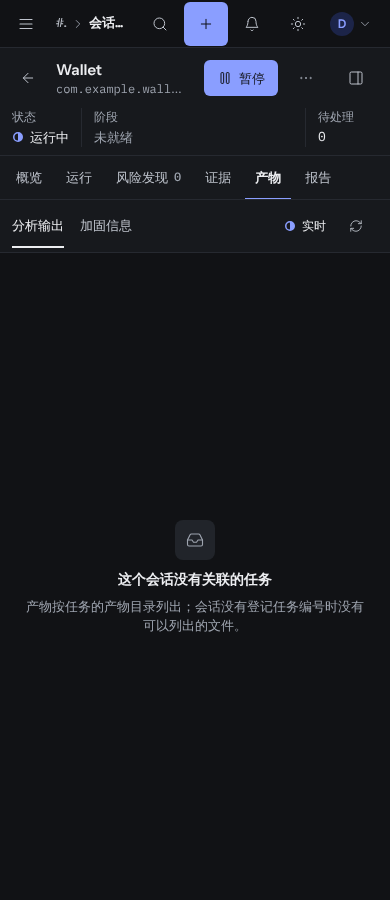 #. 会话…
D
Wallet
com.example.wall…
暂停
状态 阶段 待处理
运行中 未就绪 0
概览 运行 风险发现 0 证据 产物 报告
分析输出 加固信息 实时
这个会话没有关联的任务
产物按任务的产物目录列出；会话没有登记任务编号时没有
可以列出的文件。